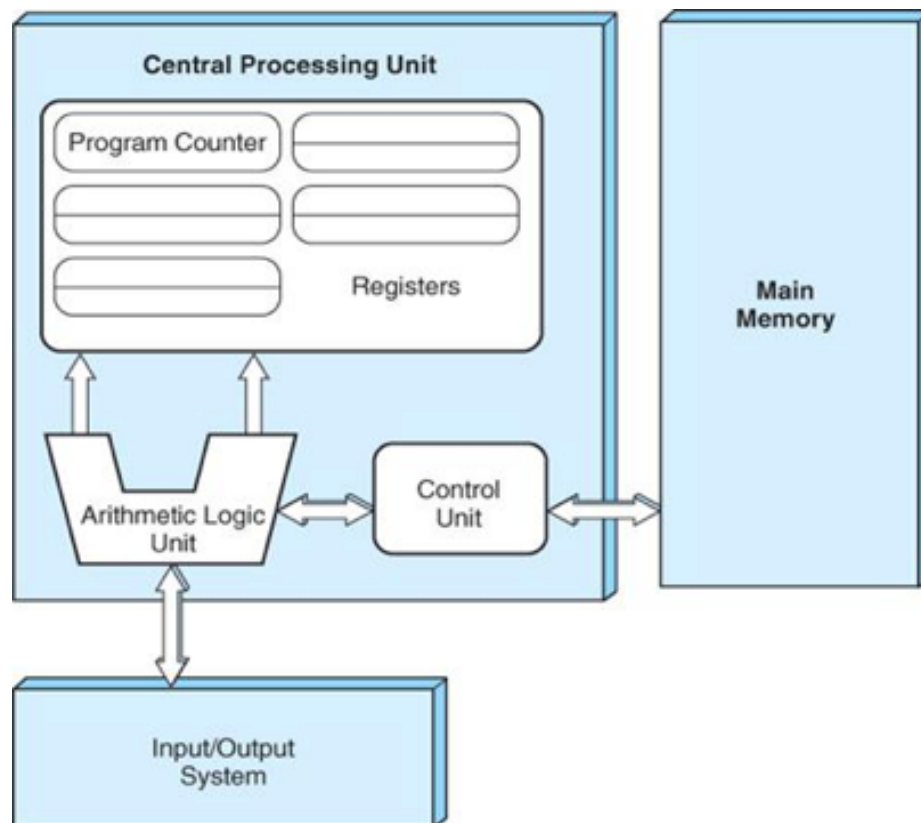 Central Processing Unit
Program Counter
Registers
Main
Memory
Arithmetic Logic
Unit
Control
Unit
Input/Output
System